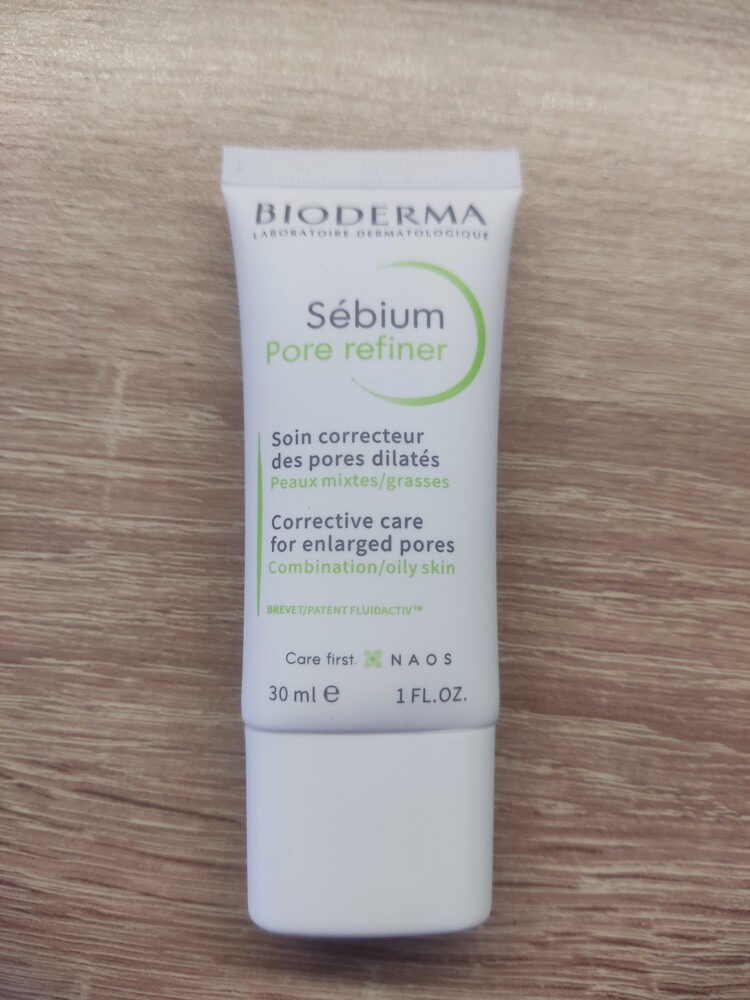 BIODERMA
LABORATOIRE DERMATOLOGIQUE
Sébium
Pore refiner
Soin correcteur
des pores dilatés
Peaux mixtes/grasses
Corrective care
for enlarged pores
Combination/oily skin
BREVET/PATENT FLUIDACTIV™
Care first. NAOS
30 ml ℮ 1 FL.OZ.